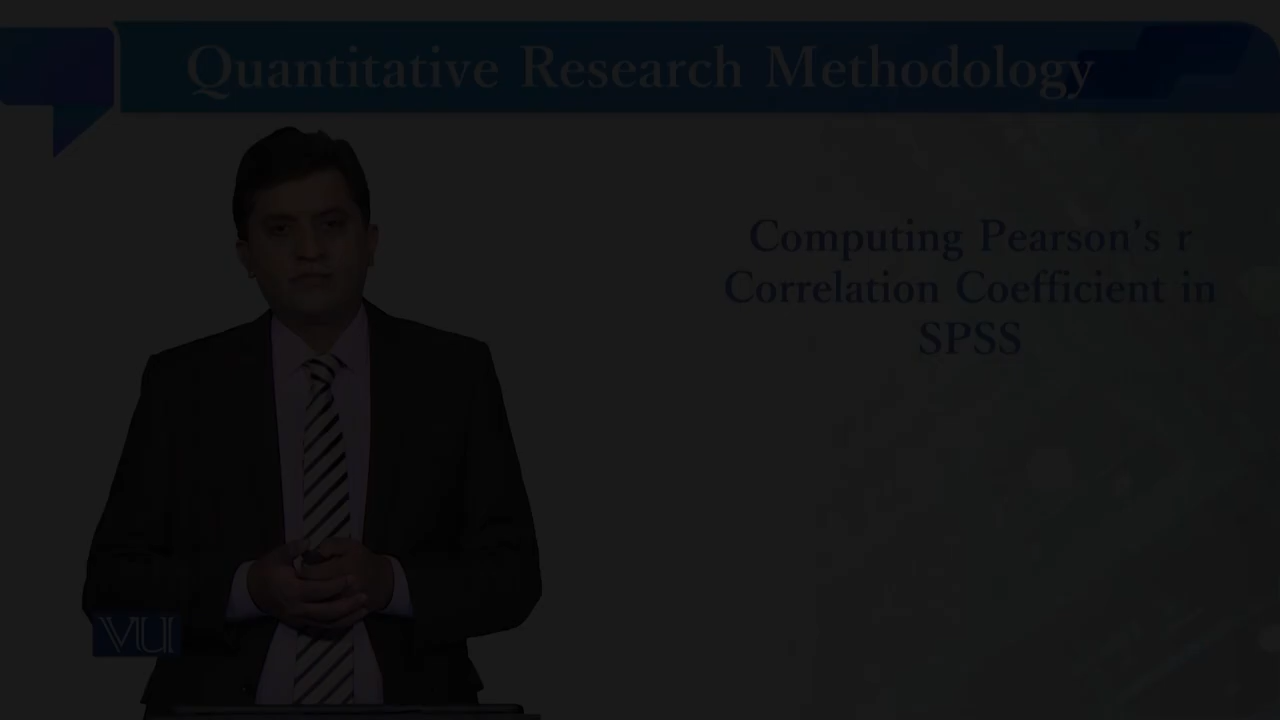 Quantitative Research Methodology
Computing Pearson's r
Correlation Coefficient in
SPSS
VU